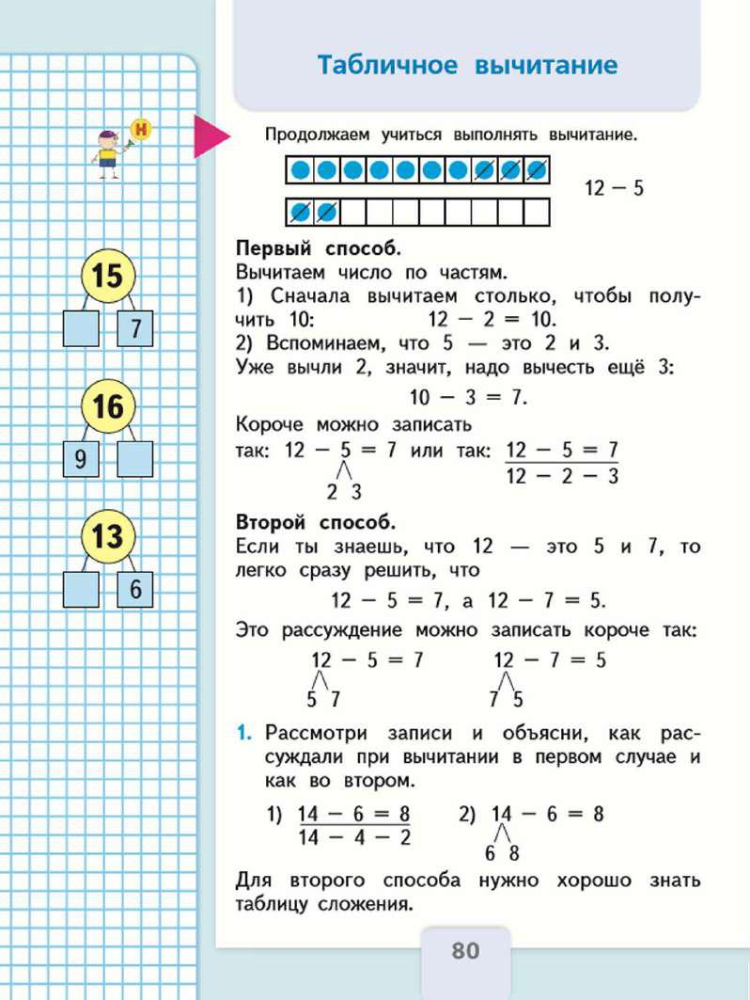 Табличное вычитание
Н
Продолжаем учиться выполнять вычитание.
12 − 5
Первый способ.
Вычитаем число по частям.
1) Сначала вычитаем столько, чтобы полу-
чить 10: 12 − 2 = 10.
2) Вспоминаем, что 5 — это 2 и 3.
Уже вычли 2, значит, надо вычесть ещё 3:
10 − 3 = 7.
Короче можно записать
так: 12 − 5 = 7 или так: 12 − 5 = 7
12 − 2 − 3
2 3
Второй способ.
Если ты знаешь, что 12 — это 5 и 7, то
легко сразу решить, что
12 − 5 = 7, а 12 − 7 = 5.
Это рассуждение можно записать короче так:
12 − 5 = 7 12 − 7 = 5
5 7 7 5
1. Рассмотри записи и объясни, как рас-
суждали при вычитании в первом случае и
как во втором.
1) 14 − 6 = 8 2) 14 − 6 = 8
14 − 4 − 2
6 8
Для второго способа нужно хорошо знать
таблицу сложения.
15
7
16
9
13
6
80